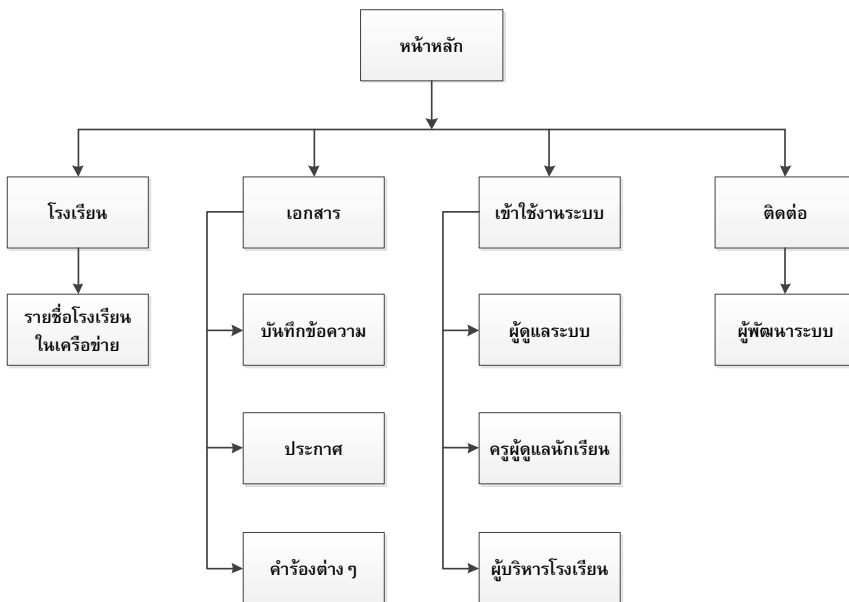 หน้าหลัก
โรงเรียน
เอกสาร
เข้าใช้งานระบบ
ติดต่อ
รายชื่อโรงเรียน
ในเครือข่าย
บันทึกข้อความ
ผู้ดูแลระบบ
ผู้พัฒนาระบบ
ประกาศ
ครูผู้ดูแลนักเรียน
คำร้องต่าง ๆ
ผู้บริหารโรงเรียน